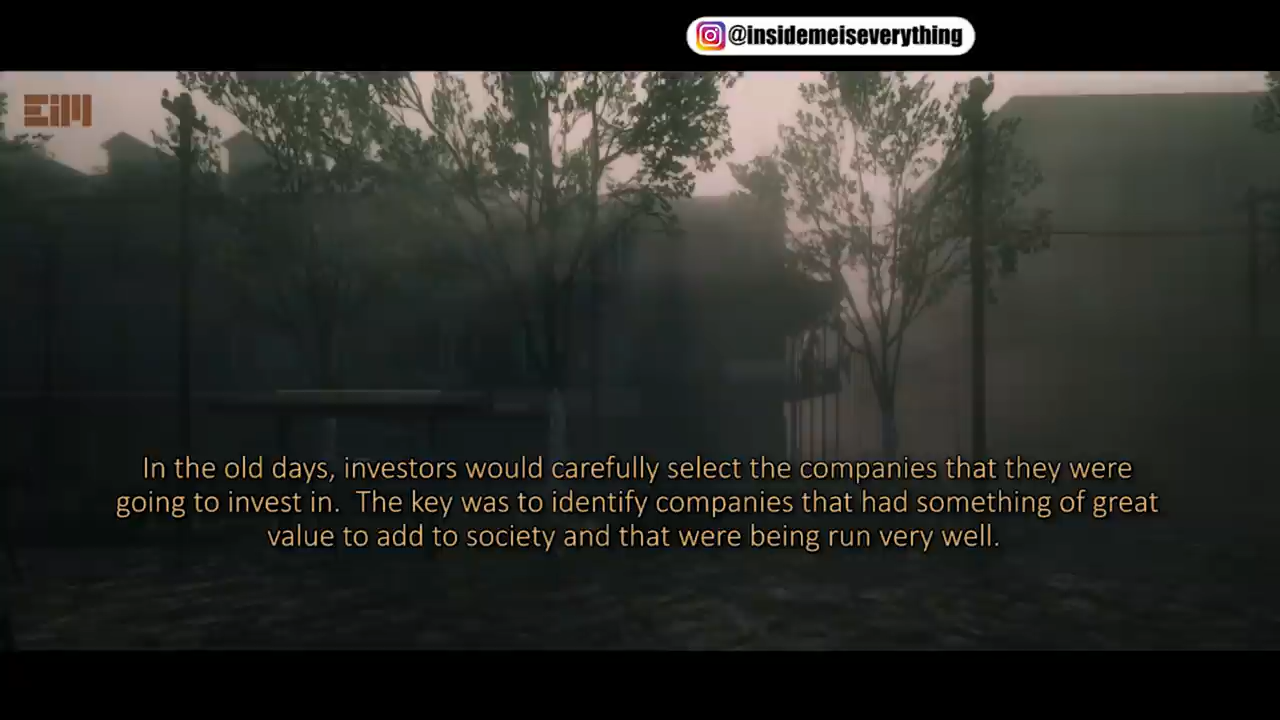 @insidemeiseverything
EiM
In the old days, investors would carefully select the companies that they were
going to invest in.  The key was to identify companies that had something of great
value to add to society and that were being run very well.